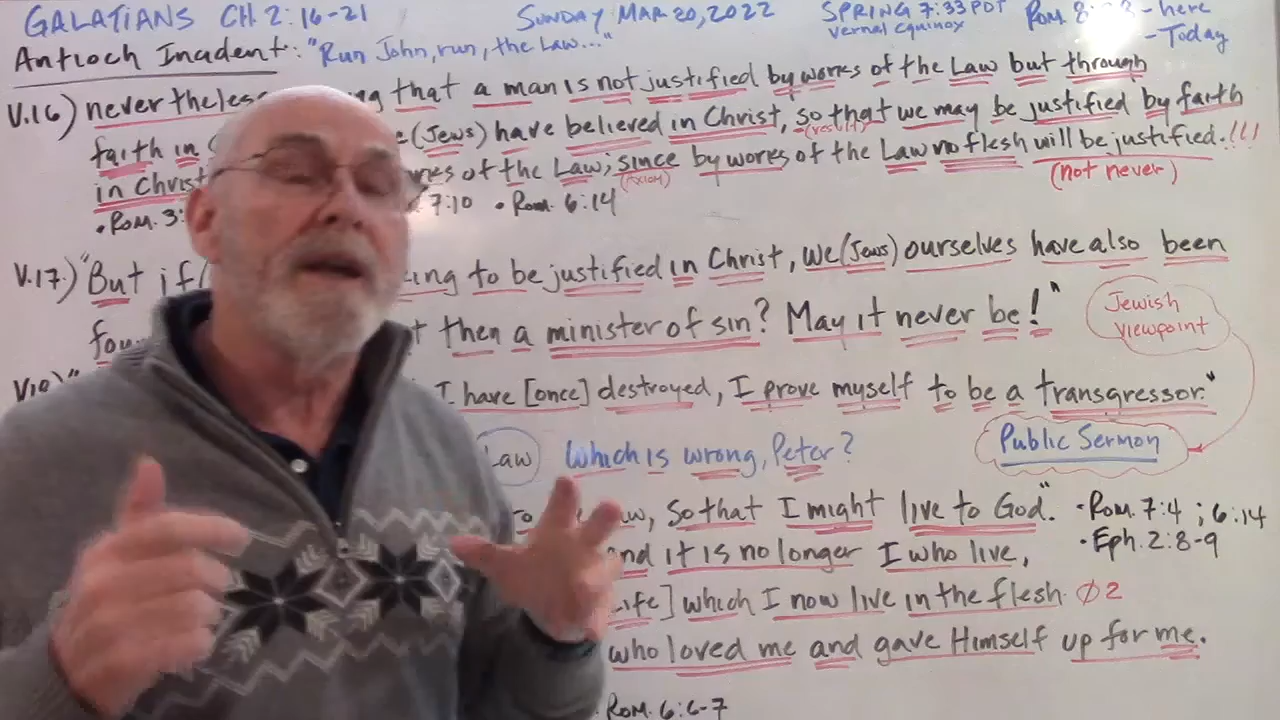 GALATIANS CH. 2:16-21 SUNDAY MAR 20, 2022 SPRING 7:33 PDT ROM. 8: - here
Vernal Equinox - Today
Antioch Incident: "Run John, run, the Law..."
V.16) never the that a man is not justified by works of the Law but through
faith in (Jews) have believed in Christ, so that we may be justified by faith
(result)
in Christ of the Law; since by works of the Law no flesh will be justified.!!!
(Axiom) (not never)
• Rom. 3: 7:10 • Rom. 6:14
V.17) "But if to be justified in Christ, we (Jews) ourselves have also been
then a minister of sin? May it never be!"
Jewish
viewpoint
I have [once] destroyed, I prove myself to be a transgressor."
Law Which is wrong, Peter? Public Sermon
so that I might live to God." • Rom. 7:4 ; 6:14
and it is no longer I who live, • Eph. 2:8-9
Life] which I now live in the flesh Ø2
who loved me and gave Himself up for me.
Rom. 6:6-7